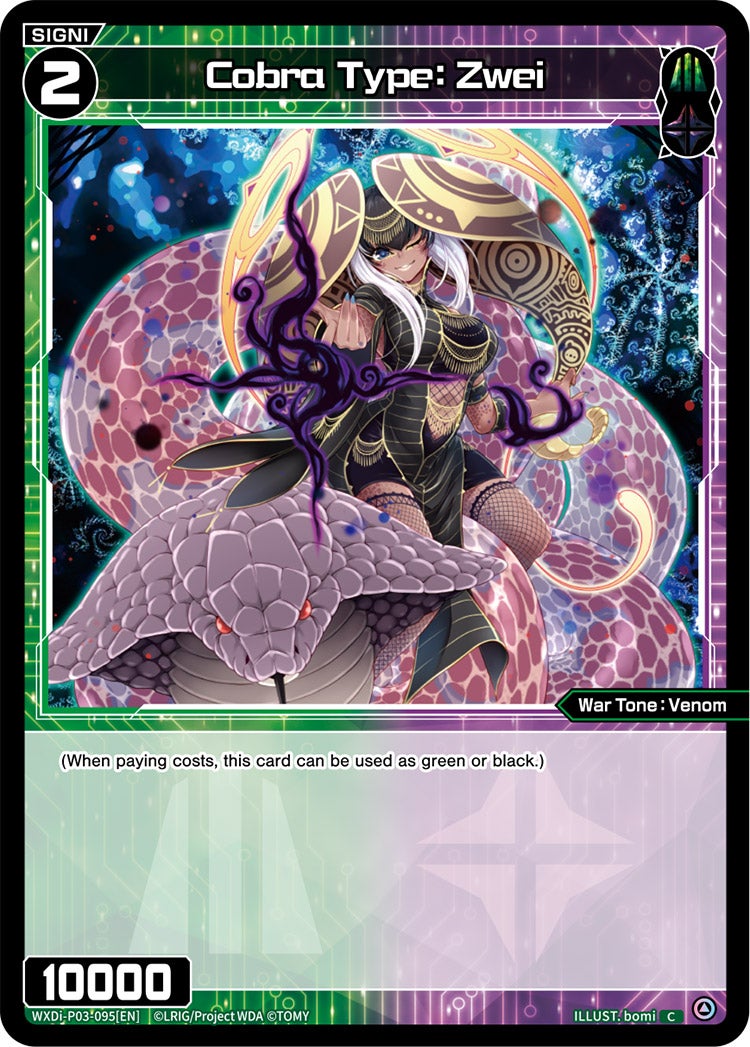 SIGNI
2
Cobra Type: Zwei
War Tone : Venom
(When paying costs, this card can be used as green or black.)
10000
WXDi-P03-095[EN] ©LRIG/Project WDA ©TOMY
ILLUST. bomi C